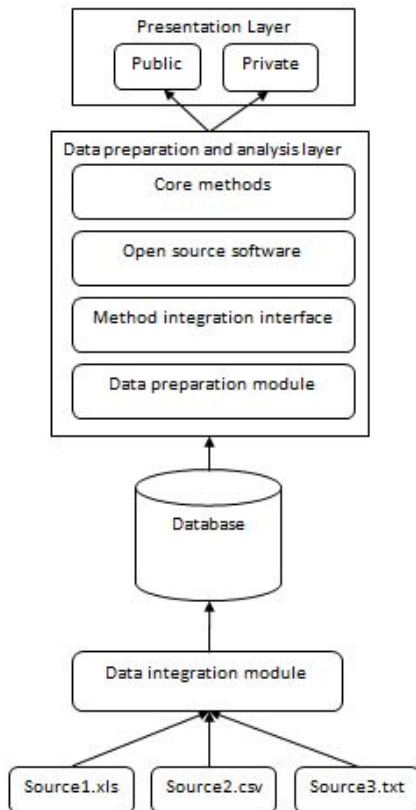 Presentation Layer
Public Private
Data preparation and analysis layer
Core methods
Open source software
Method integration interface
Data preparation module
Database
Data integration module
Source1.xls Source2.csv Source3.txt